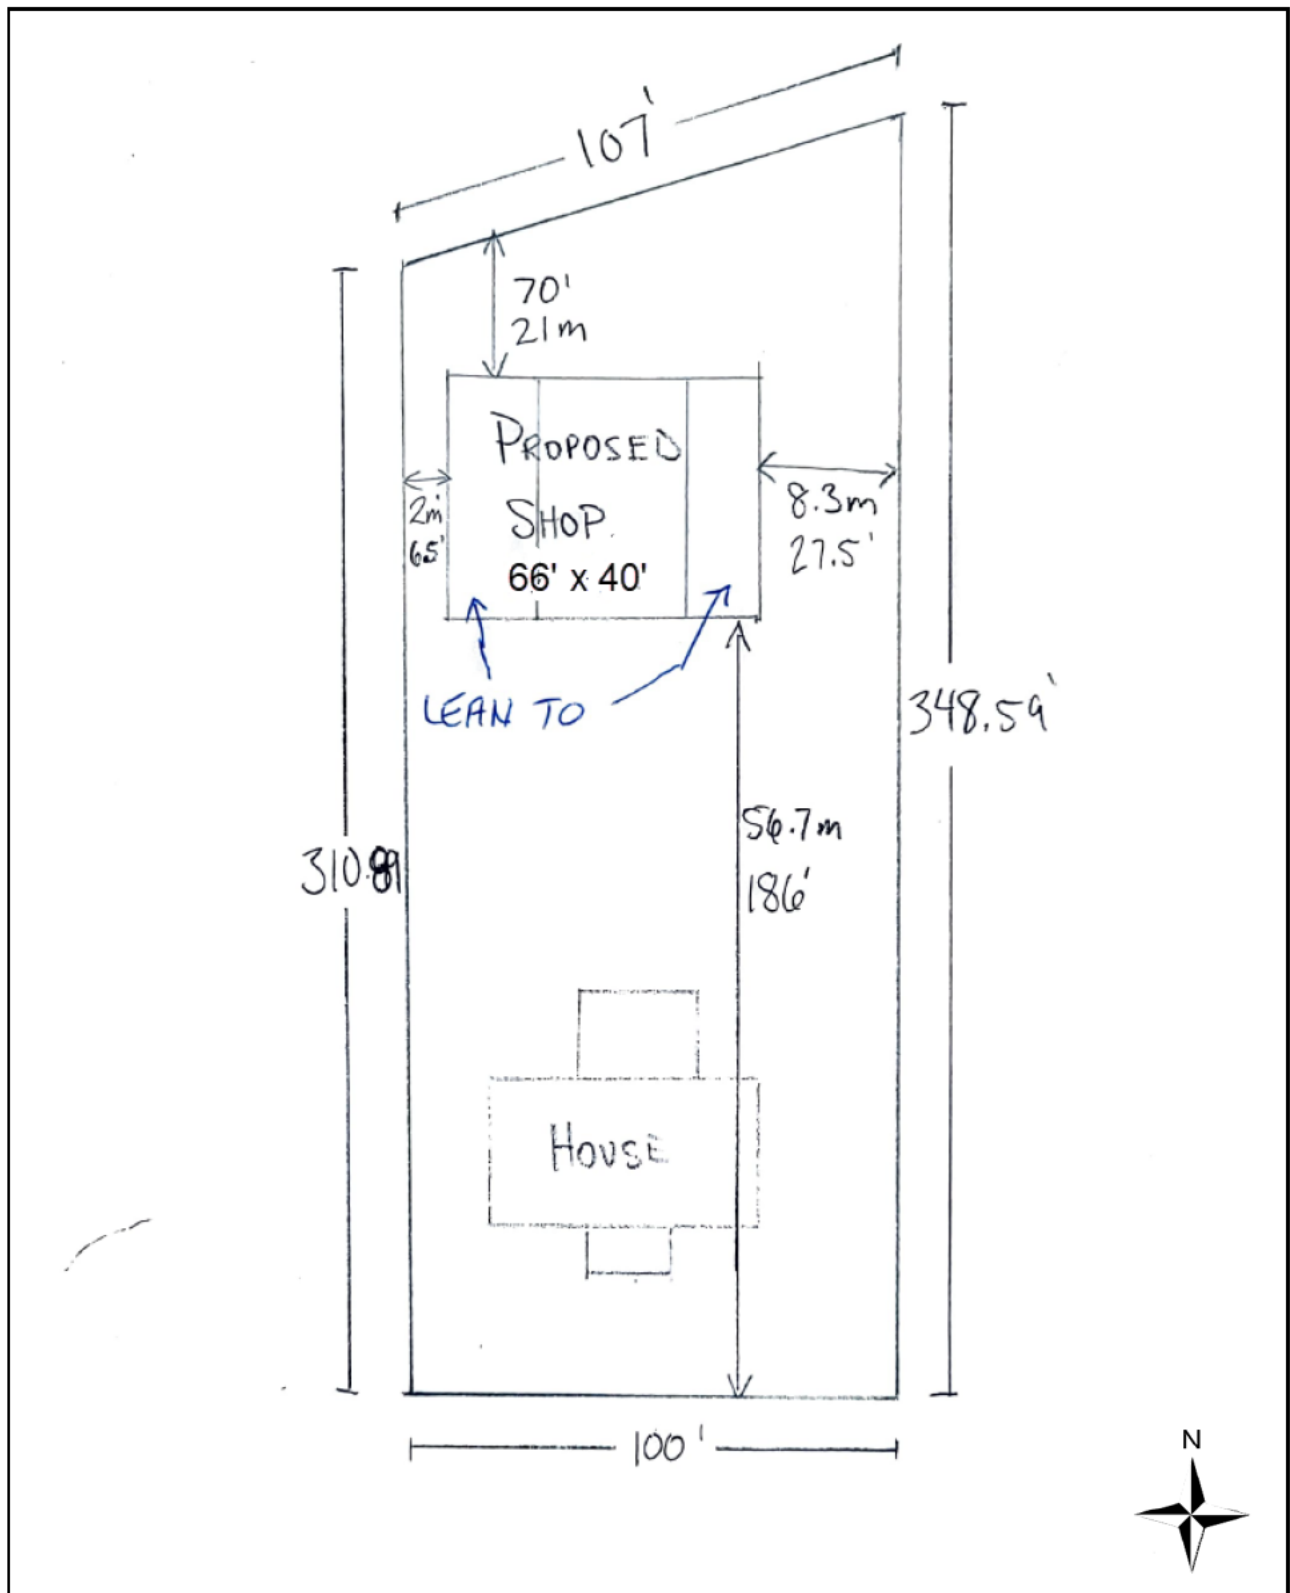 107'
70'
21m
PROPOSED
SHOP.
66' x 40'
2m
6.5'
8.3m
27.5'
LEAN TO
348.59'
56.7m
186'
310.89
HOUSE
100'
N